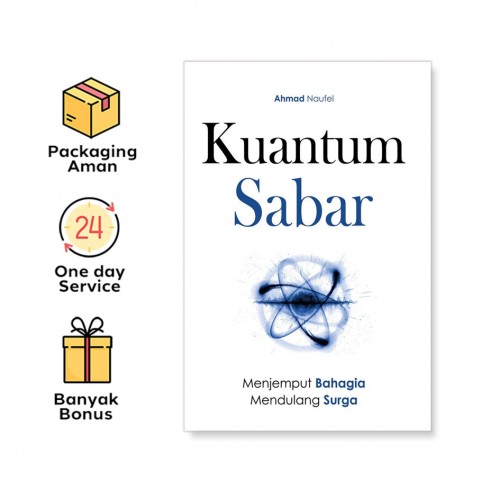 Packaging
Aman
24
One day
Service
Banyak
Bonus
Ahmad Naufel
Kuantum
Sabar
Menjemput Bahagia
Mendulang Surga